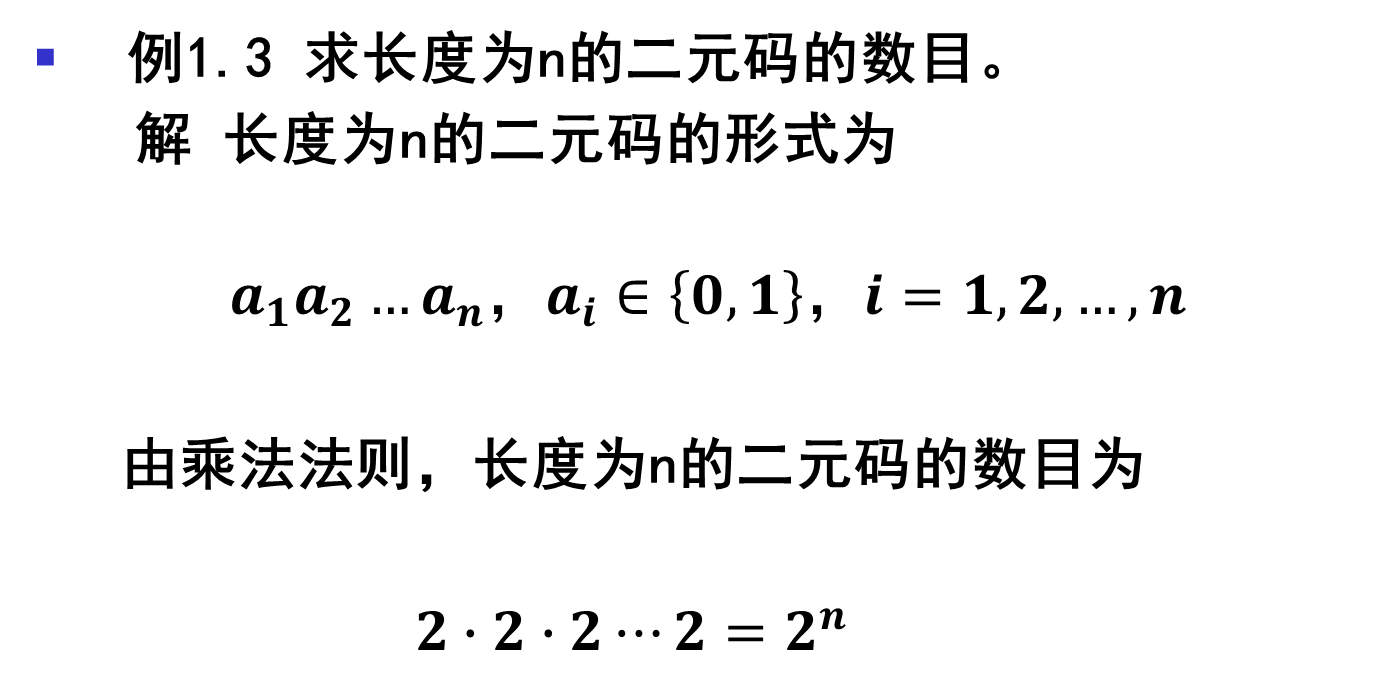 例1.3 求长度为n的二元码的数目。
解 长度为n的二元码的形式为
a₁a₂ … aₙ, aᵢ ∈ {0, 1}, i = 1, 2, … , n
由乘法法则，长度为n的二元码的数目为
2 · 2 · 2 ⋯ 2 = 2ⁿ